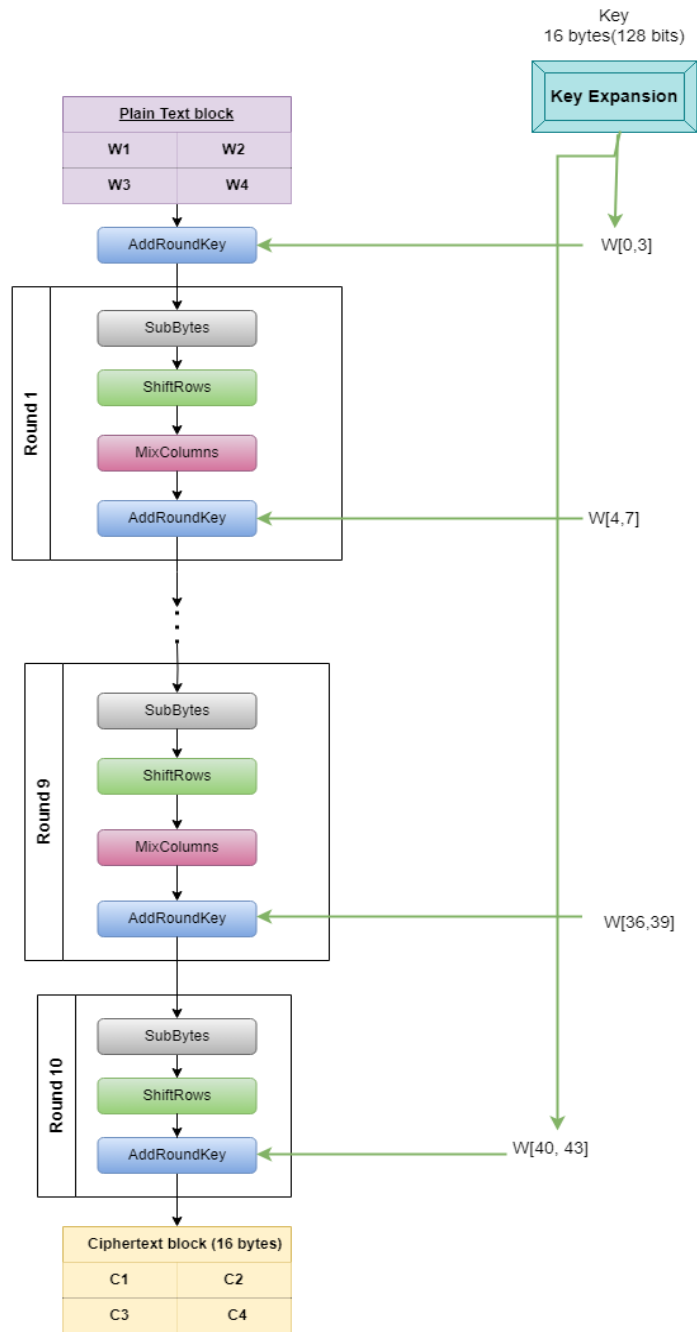 Key
16 bytes(128 bits)
Key Expansion
Plain Text block
W1 W2
W3 W4
AddRoundKey
W[0,3]
Round 1
SubBytes
ShiftRows
MixColumns
AddRoundKey
W[4,7]
Round 9
SubBytes
ShiftRows
MixColumns
AddRoundKey
W[36,39]
Round 10
SubBytes
ShiftRows
AddRoundKey
W[40, 43]
Ciphertext block (16 bytes)
C1 C2
C3 C4